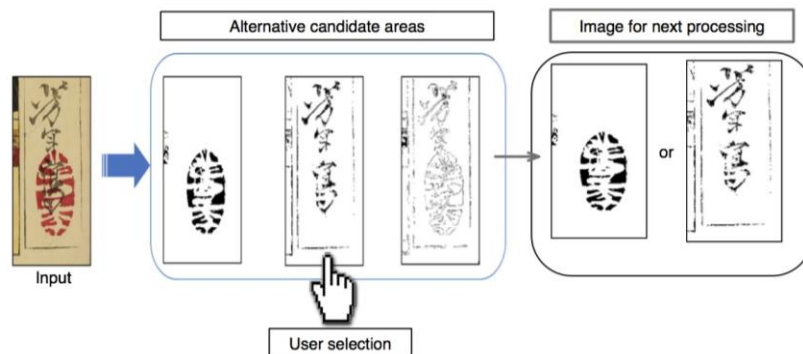 Alternative candidate areas
Image for next processing
or
Input
User selection